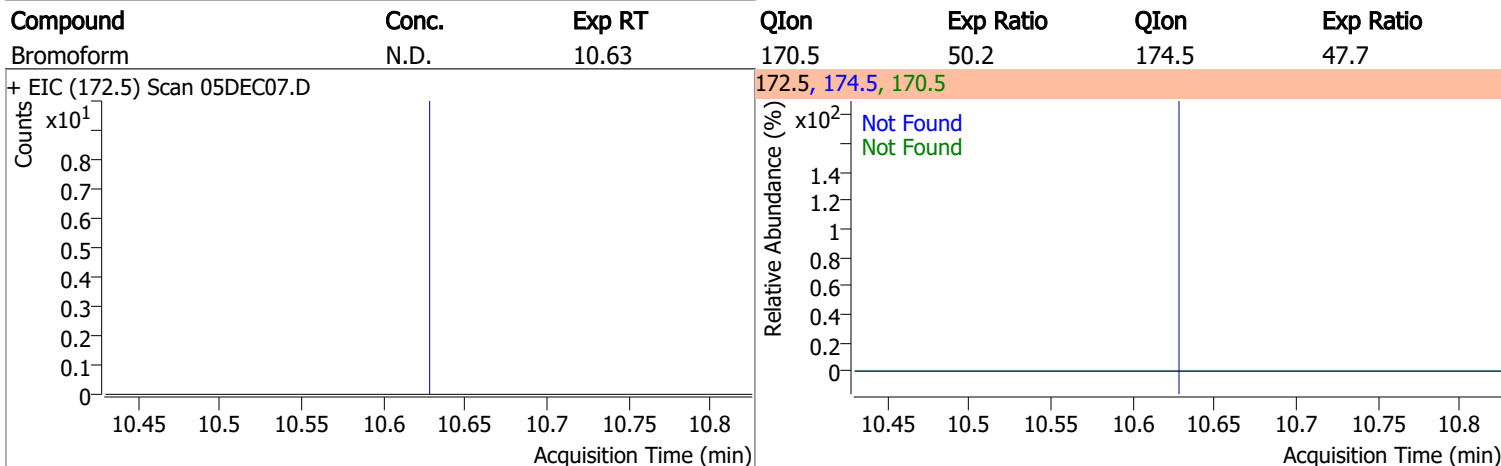 Compound Conc. Exp RT QIon Exp Ratio QIon Exp Ratio
Bromoform N.D. 10.63 170.5 50.2 174.5 47.7
+ EIC (172.5) Scan 05DEC07.D
Counts
x10¹
0.8
0.7
0.6
0.5
0.4
0.3
0.2
0.1
0
10.45 10.5 10.55 10.6 10.65 10.7 10.75 10.8
Acquisition Time (min)
172.5, 174.5, 170.5
Relative Abundance (%)
x10²
Not Found
Not Found
1.4
1.2
1
0.8
0.6
0.4
0.2
0
10.45 10.5 10.55 10.6 10.65 10.7 10.75 10.8
Acquisition Time (min)